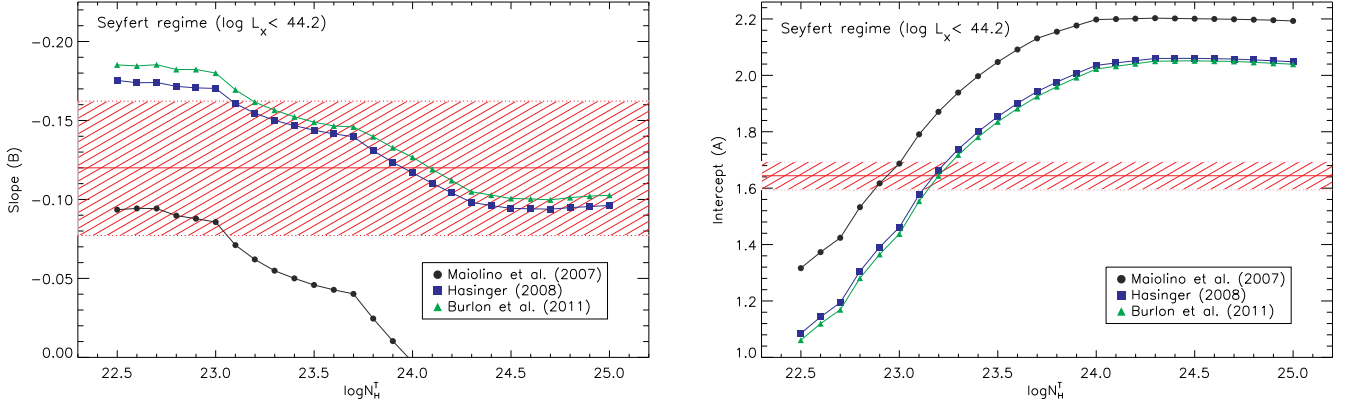 Seyfert regime (log Lx< 44.2)
-0.20
-0.15
-0.10
-0.05
0.00
Slope (B)
Maiolino et al. (2007)
Hasinger (2008)
Burlon et al. (2011)
22.5 23.0 23.5 24.0 24.5 25.0
logN_H^T
Seyfert regime (log Lx< 44.2)
2.2
2.0
1.8
1.6
1.4
1.2
1.0
Intercept (A)
Maiolino et al. (2007)
Hasinger (2008)
Burlon et al. (2011)
22.5 23.0 23.5 24.0 24.5 25.0
logN_H^T